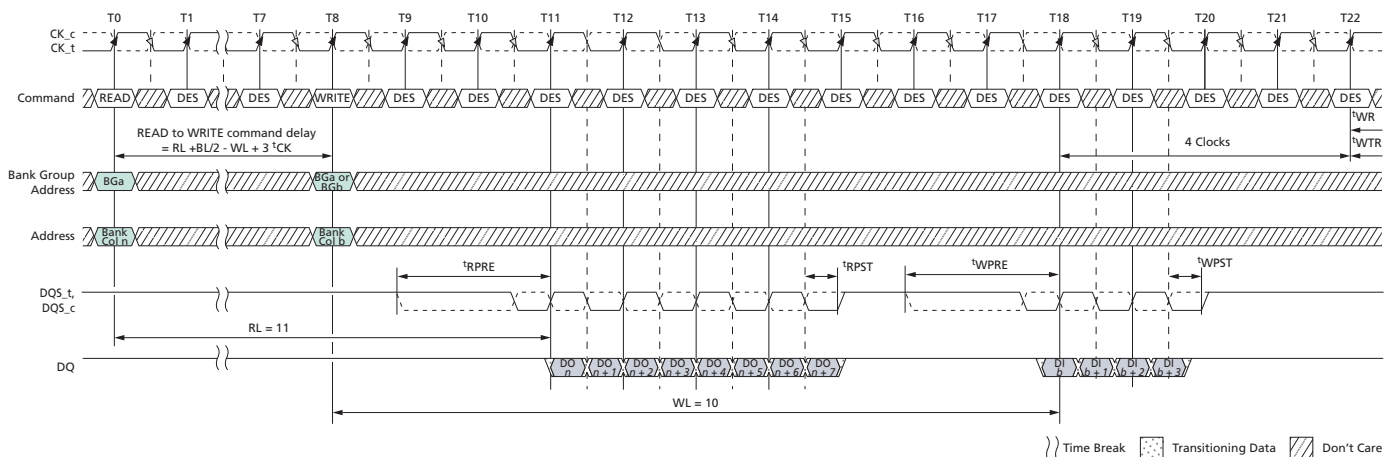 T0 T1 T7 T8 T9 T10 T11 T12 T13 T14 T15 T16 T17 T18 T19 T20 T21 T22
CK_c
CK_t
Command READ DES DES WRITE DES DES DES DES DES DES DES DES DES DES DES DES DES DES
READ to WRITE command delay
= RL +BL/2 - WL + 3 tCK
tWR
4 Clocks
tWTR
Bank Group
Address
BGa
BGa or
BGb
Address
Bank
Col n
Bank
Col b
tRPRE tRPST tWPRE tWPST
DQS_t,
DQS_c
RL = 11
DQ
DO
n
DO
n + 1
DO
n + 2
DO
n + 3
DO
n + 4
DO
n + 5
DO
n + 6
DO
n + 7
DI
b
DI
b + 1
DI
b + 2
DI
b + 3
WL = 10
Time Break Transitioning Data Don't Care